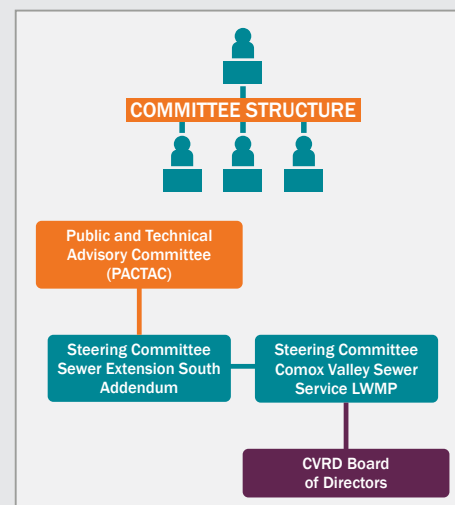 COMMITTEE STRUCTURE
Public and Technical
Advisory Committee
(PACTAC)
Steering Committee
Sewer Extension South
Addendum
Steering Committee
Comox Valley Sewer
Service LWMP
CVRD Board
of Directors